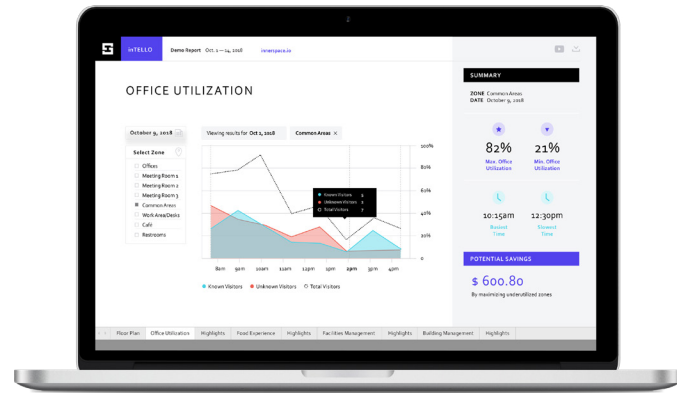 inTELLO
Demo Report Oct. 1 — 14, 2018 innerspace.io
OFFICE UTILIZATION
October 9, 2018
Viewing results for Oct 1, 2018
Common Areas ×
Select Zone
Offices
Meeting Room 1
Meeting Room 2
Meeting Room 3
Common Areas
Work Area/Desks
Café
Restrooms
100%
80%
60%
40%
20%
0
Known Visitors
Unknown Visitors
Total Visitors 7
8am 9am 10am 11am 12pm 1pm 2pm 3pm 4pm
Known Visitors Unknown Visitors Total Visitors
SUMMARY
ZONE Common Areas
DATE October 9, 2018
82% 21%
Max. Office Min. Office
Utilization Utilization
10:15am 12:30pm
Busiest Slowest
Time Time
POTENTIAL SAVINGS
$ 600.80
By maximizing underutilized zones
Floor Plan Office Utilization Highlights Food Experience Highlights Facilities Management Highlights Building Management Highlights